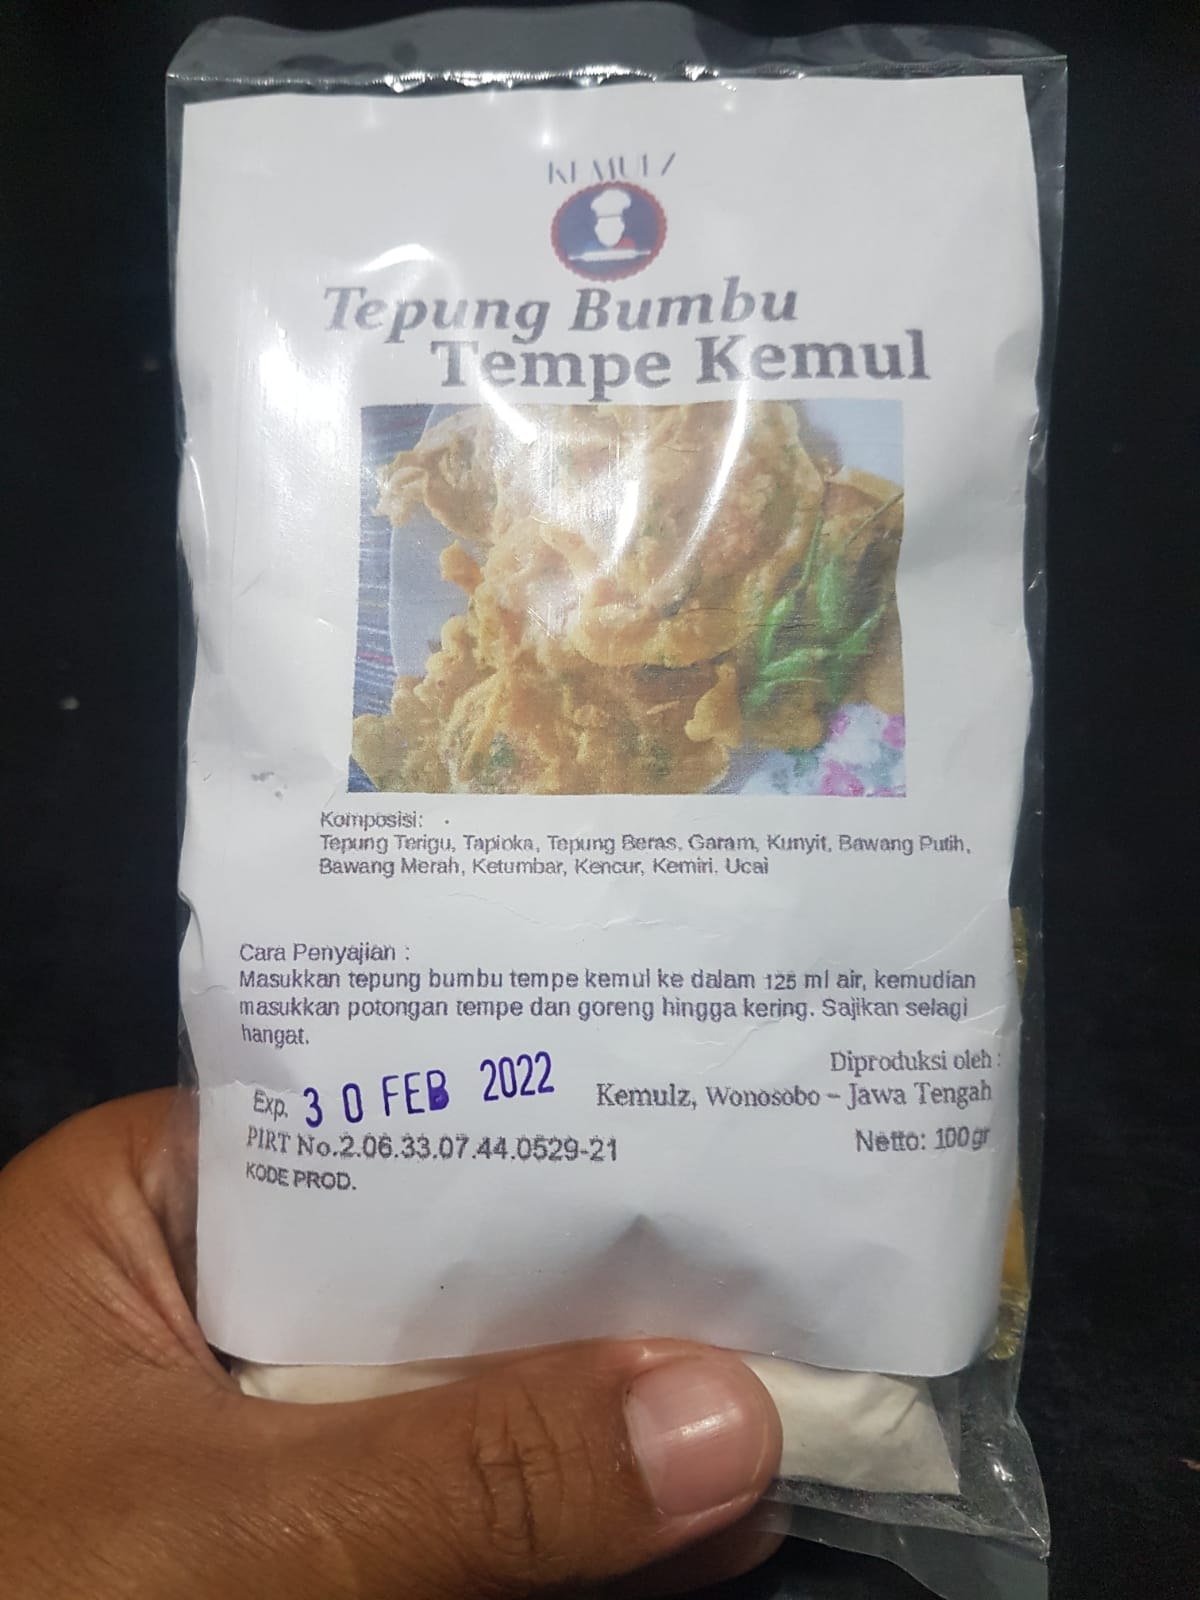 KEMULZ
Tepung Bumbu
Tempe Kemul
Komposisi:
Tepung Terigu, Tapioka, Tepung Beras, Garam, Kunyit, Bawang Putih,
Bawang Merah, Ketumbar, Kencur, Kemiri, Ucai
Cara Penyajian :
Masukkan tepung bumbu tempe kemul ke dalam 125 ml air, kemudian
masukkan potongan tempe dan goreng hingga kering. Sajikan selagi
hangat.
Exp. 30 FEB 2022
PIRT No.2.06.33.07.44.0529-21
KODE PROD.
Diproduksi oleh :
Kemulz, Wonosobo – Jawa Tengah
Netto: 100gr